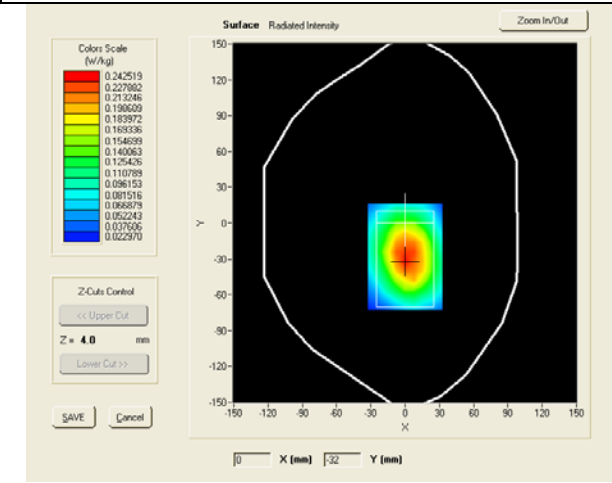 Surface Radiated Intensity
Zoom In/Out
Colors Scale
(W/kg)
0.242519
0.227882
0.213246
0.198609
0.183972
0.169336
0.154699
0.140063
0.125426
0.110789
0.096153
0.081516
0.066879
0.052243
0.037606
0.022970
Z-Cuts Control
<< Upper Cut
Z = 4.0 mm
Lower Cut >>
SAVE Cancel
150-
120-
90-
60-
30-
0-
-30-
-60-
-90-
-120-
-150-
Y
-150 -120 -90 -60 -30 0 30 60 90 120 150
X
0 X (mm) -32 Y (mm)